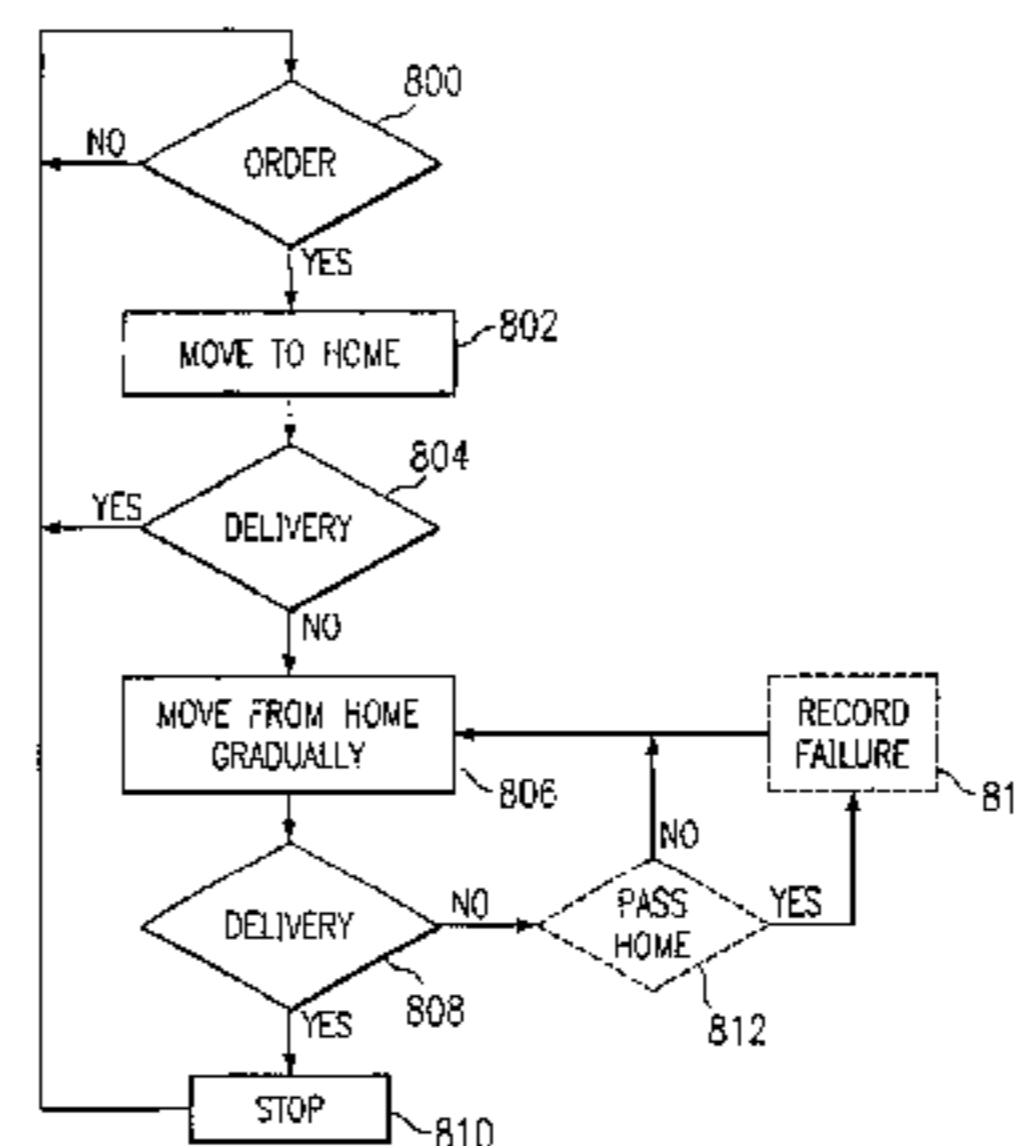 800
NO
ORDER
YES
802
MOVE TO HOME
804
YES
DELIVERY
NO
MOVE FROM HOME
GRADUALLY
806
RECORD
FAILURE
81
NO
DELIVERY
NO
PASS
HOME
YES
808
812
YES
STOP
810